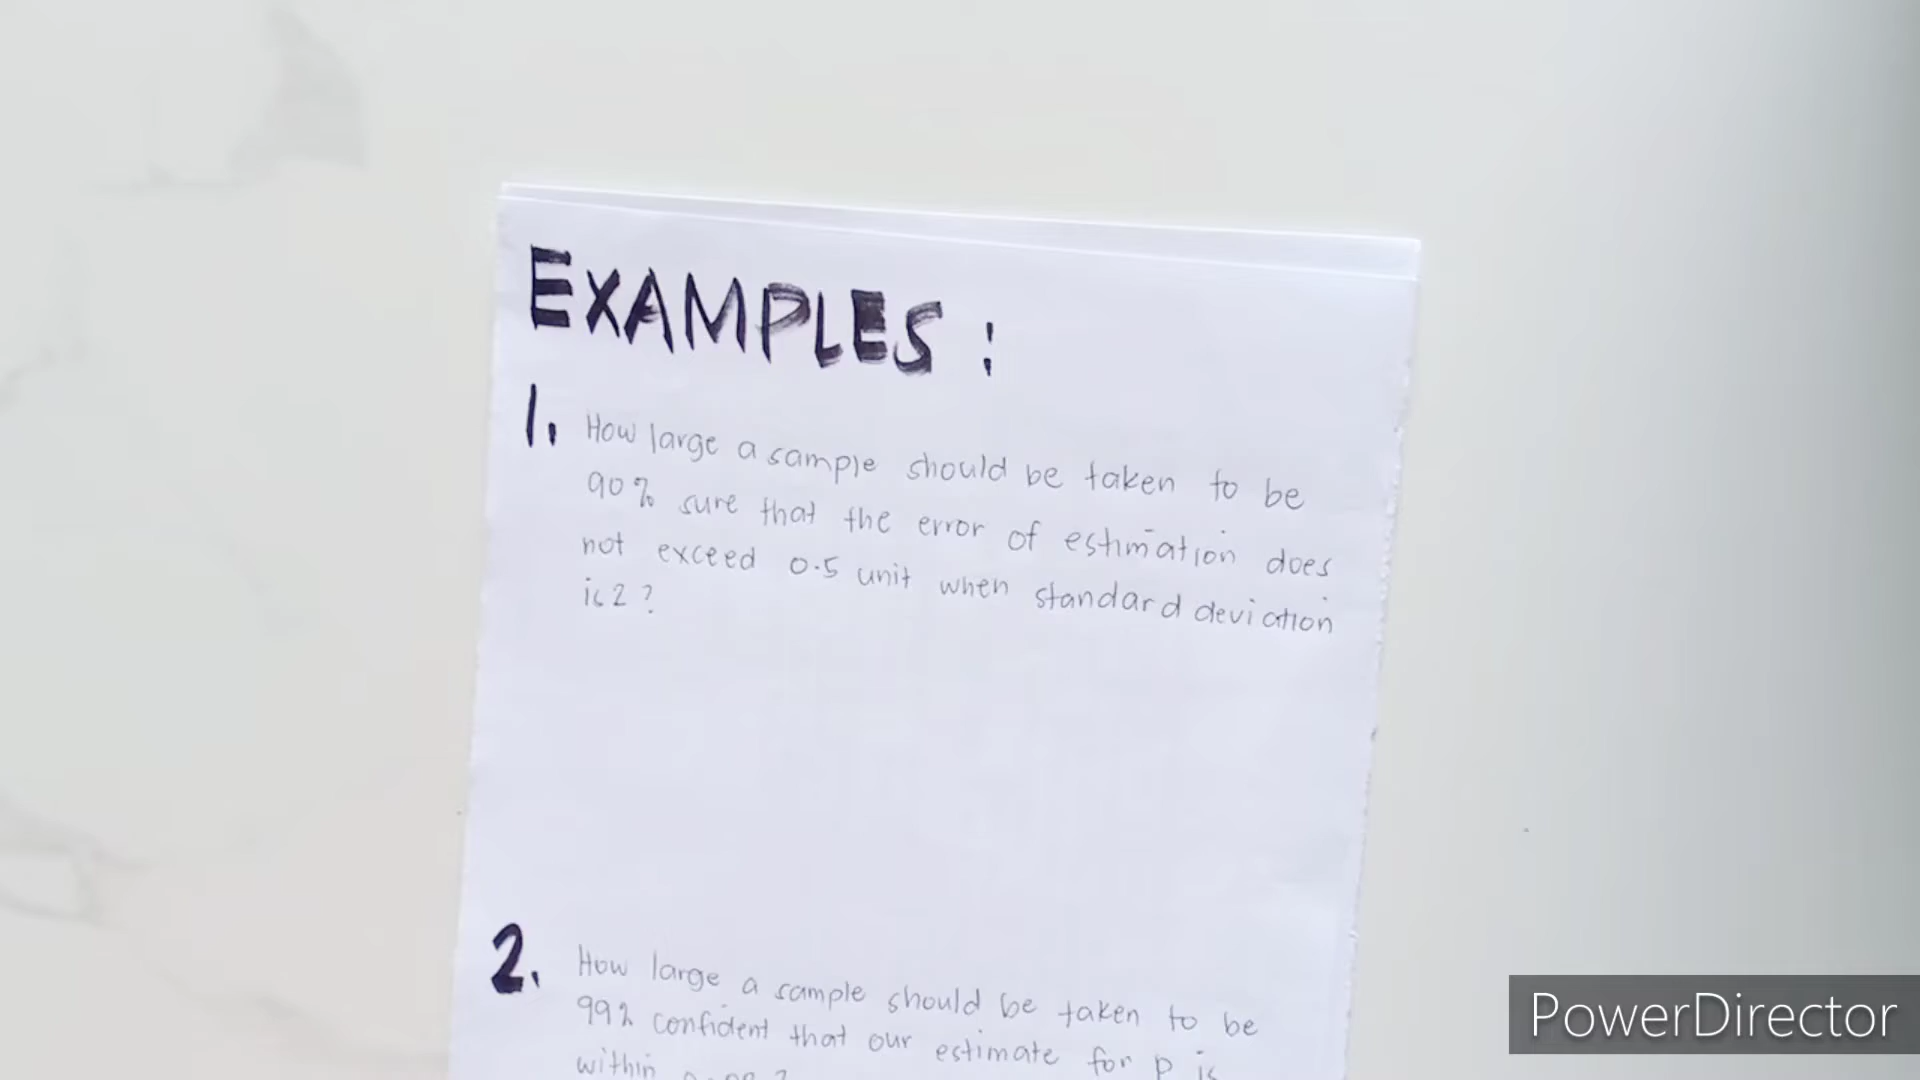 EXAMPLES :
1. How large a sample should be taken to be
90% sure that the error of estimation does
not exceed 0.5 unit when standard deviation
is 2 ?
2. How large a sample should be taken to be
99% confident that our estimate for p is
within
PowerDirector